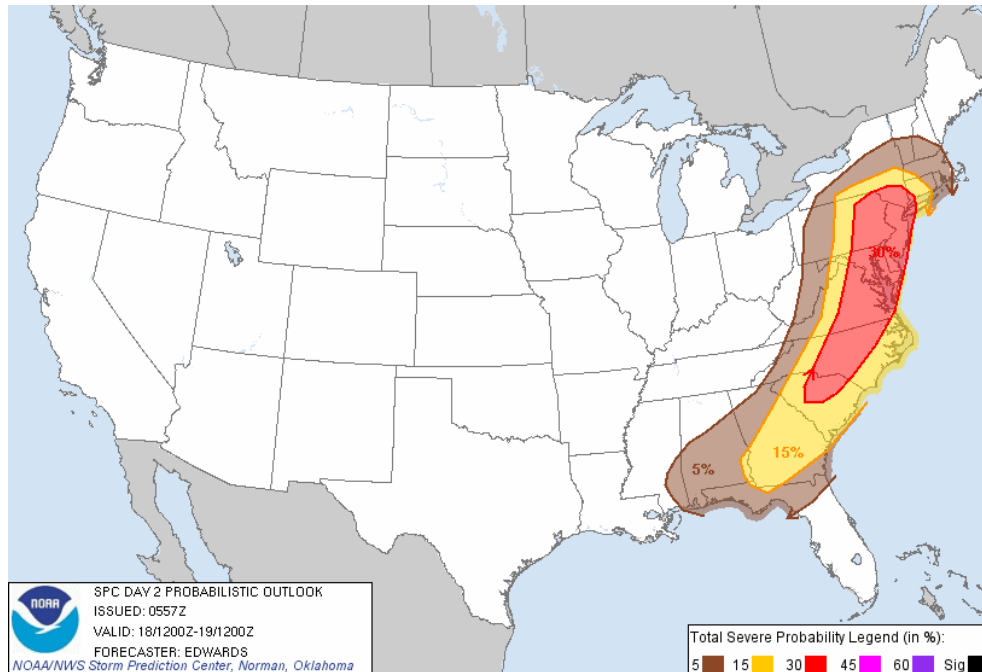 30%
15%
5%
NOAA
SPC DAY 2 PROBABILISTIC OUTLOOK
ISSUED: 0557Z
VALID: 18/1200Z-19/1200Z
FORECASTER: EDWARDS
NOAA/NWS Storm Prediction Center, Norman, Oklahoma
Total Severe Probability Legend (in %):
5 15 30 45 60 Sig